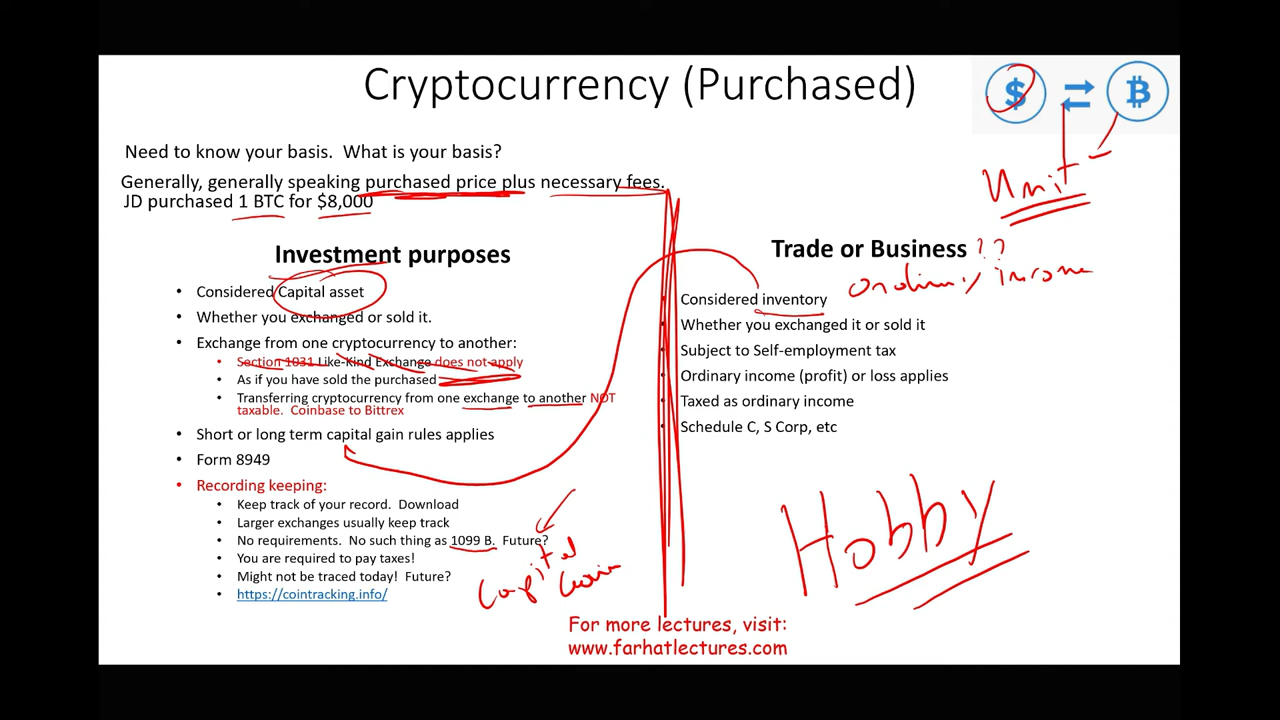 Cryptocurrency (Purchased)
$
B
Unit
Need to know your basis. What is your basis?
Generally, generally speaking purchased price plus necessary fees.
JD purchased 1 BTC for $8,000
Investment purposes
• Considered Capital asset
• Whether you exchanged or sold it.
• Exchange from one cryptocurrency to another:
• Section 1031 Like-Kind Exchange does not apply
• As if you have sold the purchased
• Transferring cryptocurrency from one exchange to another NOT
taxable. Coinbase to Bittrex
• Short or long term capital gain rules applies
• Form 8949
• Recording keeping:
• Keep track of your record. Download
• Larger exchanges usually keep track
• No requirements. No such thing as 1099 B. Future?
• You are required to pay taxes!
• Might not be traced today! Future?
• https://cointracking.info/
Capital
Gain
Trade or Business ??
ordinary income
• Considered inventory
• Whether you exchanged it or sold it
• Subject to Self-employment tax
• Ordinary income (profit) or loss applies
• Taxed as ordinary income
• Schedule C, S Corp, etc
Hobby
For more lectures, visit:
www.farhatlectures.com